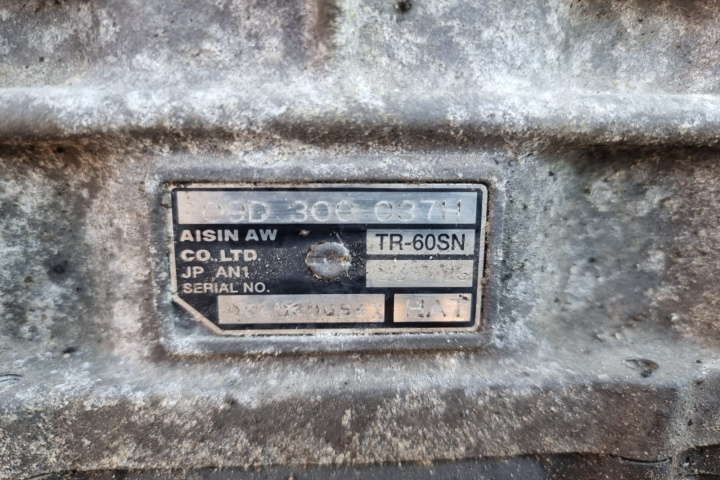 09D 300 037H
AISIN AW
CO.,LTD.
TR-60SN
JP AN1
SERIAL NO.
HAT